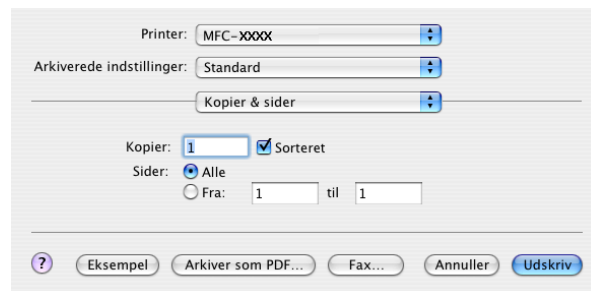 Printer: MFC-XXXX
Arkiverede indstillinger: Standard
Kopier & sider
Kopier: 1 Sorteret
Sider: Alle
Fra: 1 til 1
? Eksempel Arkiver som PDF... Fax... Annuller Udskriv